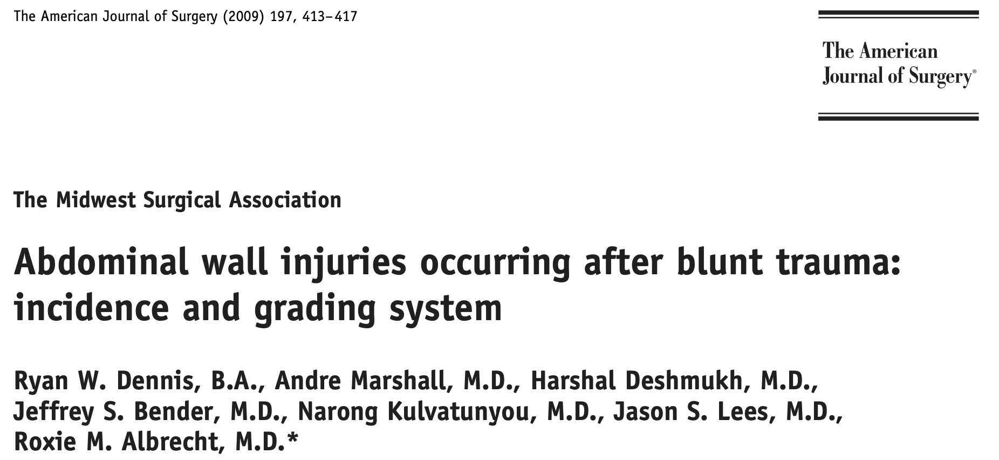 The American Journal of Surgery (2009) 197, 413–417
The American
Journal of Surgery®
The Midwest Surgical Association
Abdominal wall injuries occurring after blunt trauma:
incidence and grading system
Ryan W. Dennis, B.A., Andre Marshall, M.D., Harshal Deshmukh, M.D.,
Jeffrey S. Bender, M.D., Narong Kulvatunyou, M.D., Jason S. Lees, M.D.,
Roxie M. Albrecht, M.D.*